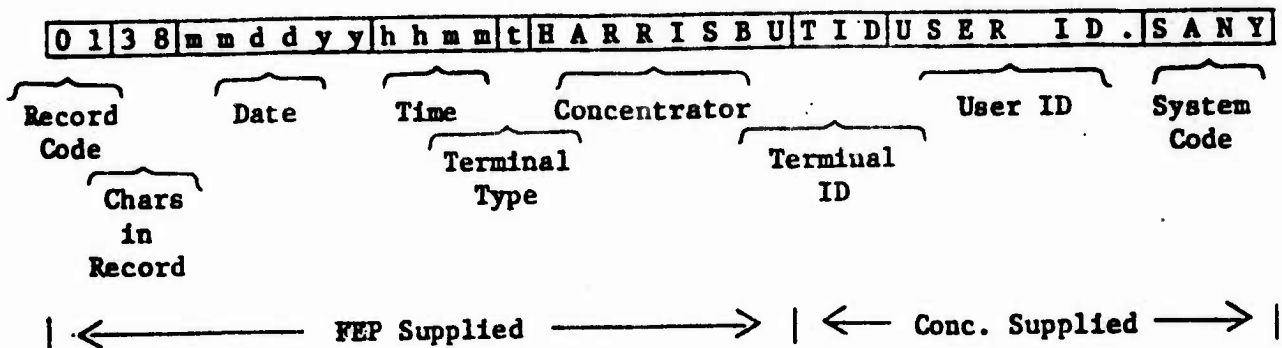 0 1 3 8 m m d d y y h h m m t H A R R I S B U T I D U S E R I D . S A N Y
Record Code
Date
Time
Concentrator
User ID
System Code
Terminal Type
Terminal ID
Chars in Record
FEP Supplied
Conc. Supplied